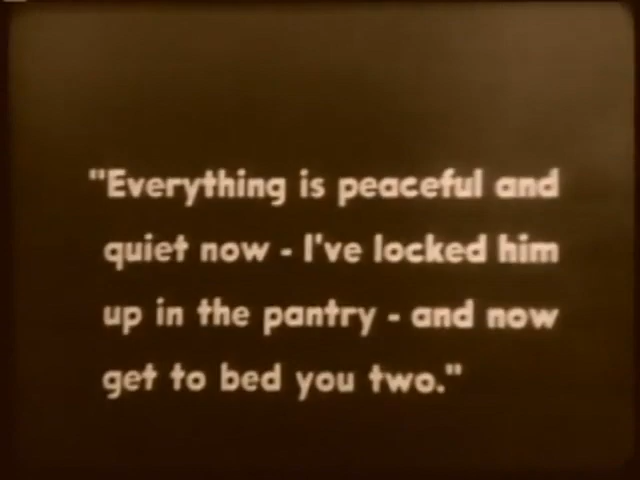 "Everything is peaceful and
quiet now - I've locked him
up in the pantry - and now
get to bed you two."